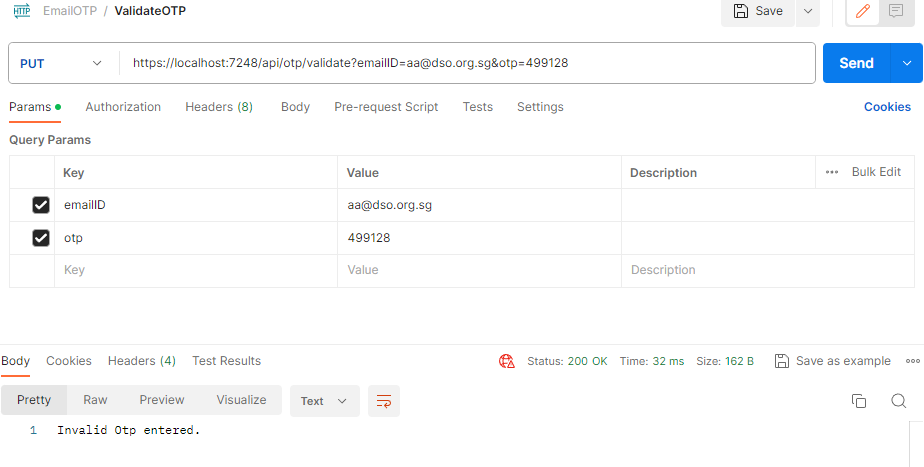 HTTP EmailOTP / ValidateOTP Save
PUT https://localhost:7248/api/otp/validate?emailID=aa@dso.org.sg&otp=499128 Send
Params Authorization Headers (8) Body Pre-request Script Tests Settings Cookies
Query Params
Key Value Description ••• Bulk Edit
emailID aa@dso.org.sg
otp 499128
Key Value Description
Body Cookies Headers (4) Test Results Status: 200 OK Time: 32 ms Size: 162 B Save as example
Pretty Raw Preview Visualize Text
1 Invalid Otp entered.